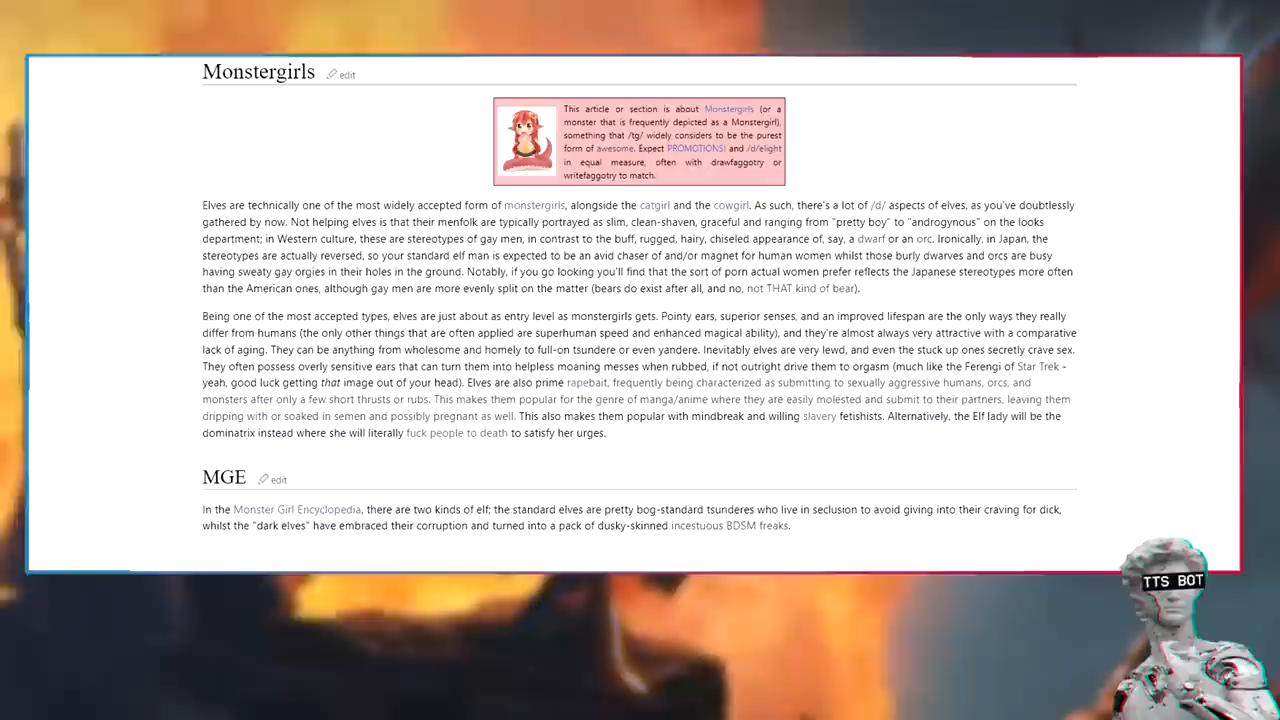 Monstergirls
edit
This article or section is about Monstergirls (or a
monster that is frequently depicted as a Monstergirl),
something that /tg/ widely considers to be the purest
form of awesome. Expect PROMOTIONS! and /d/elight
in equal measure, often with drawfaggotry or
writefaggotry to match.
Elves are technically one of the most widely accepted form of monstergirls, alongside the catgirl and the cowgirl. As such, there's a lot of /d/ aspects of elves, as you've doubtlessly
gathered by now. Not helping elves is that their menfolk are typically portrayed as slim, clean-shaven, graceful and ranging from "pretty boy" to "androgynous" on the looks
department; in Western culture, these are stereotypes of gay men, in contrast to the buff, rugged, hairy, chiseled appearance of, say, a dwarf or an orc. Ironically, in Japan, the
stereotypes are actually reversed, so your standard elf man is expected to be an avid chaser of and/or magnet for human women whilst those burly dwarves and orcs are busy
having sweaty gay orgies in their holes in the ground. Notably, if you go looking you'll find that the sort of porn actual women prefer reflects the Japanese stereotypes more often
than the American ones, although gay men are more evenly split on the matter (bears do exist after all, and no, not THAT kind of bear).
Being one of the most accepted types, elves are just about as entry level as monstergirls gets. Pointy ears, superior senses, and an improved lifespan are the only ways they really
differ from humans (the only other things that are often applied are superhuman speed and enhanced magical ability), and they're almost always very attractive with a comparative
lack of aging. They can be anything from wholesome and homely to full-on tsundere or even yandere. Inevitably elves are very lewd, and even the stuck up ones secretly crave sex.
They often possess overly sensitive ears that can turn them into helpless moaning messes when rubbed, if not outright drive them to orgasm (much like the Ferengi of Star Trek -
yeah, good luck getting that image out of your head). Elves are also prime rapebait, frequently being characterized as submitting to sexually aggressive humans, orcs, and
monsters after only a few short thrusts or rubs. This makes them popular for the genre of manga/anime where they are easily molested and submit to their partners, leaving them
dripping with or soaked in semen and possibly pregnant as well. This also makes them popular with mindbreak and willing slavery fetishists. Alternatively, the Elf lady will be the
dominatrix instead where she will literally fuck people to death to satisfy her urges.
MGE
edit
In the Monster Girl Encyclopedia, there are two kinds of elf; the standard elves are pretty bog-standard tsunderes who live in seclusion to avoid giving into their craving for dick,
whilst the "dark elves" have embraced their corruption and turned into a pack of dusky-skinned incestuous BDSM freaks.
TTS BOT